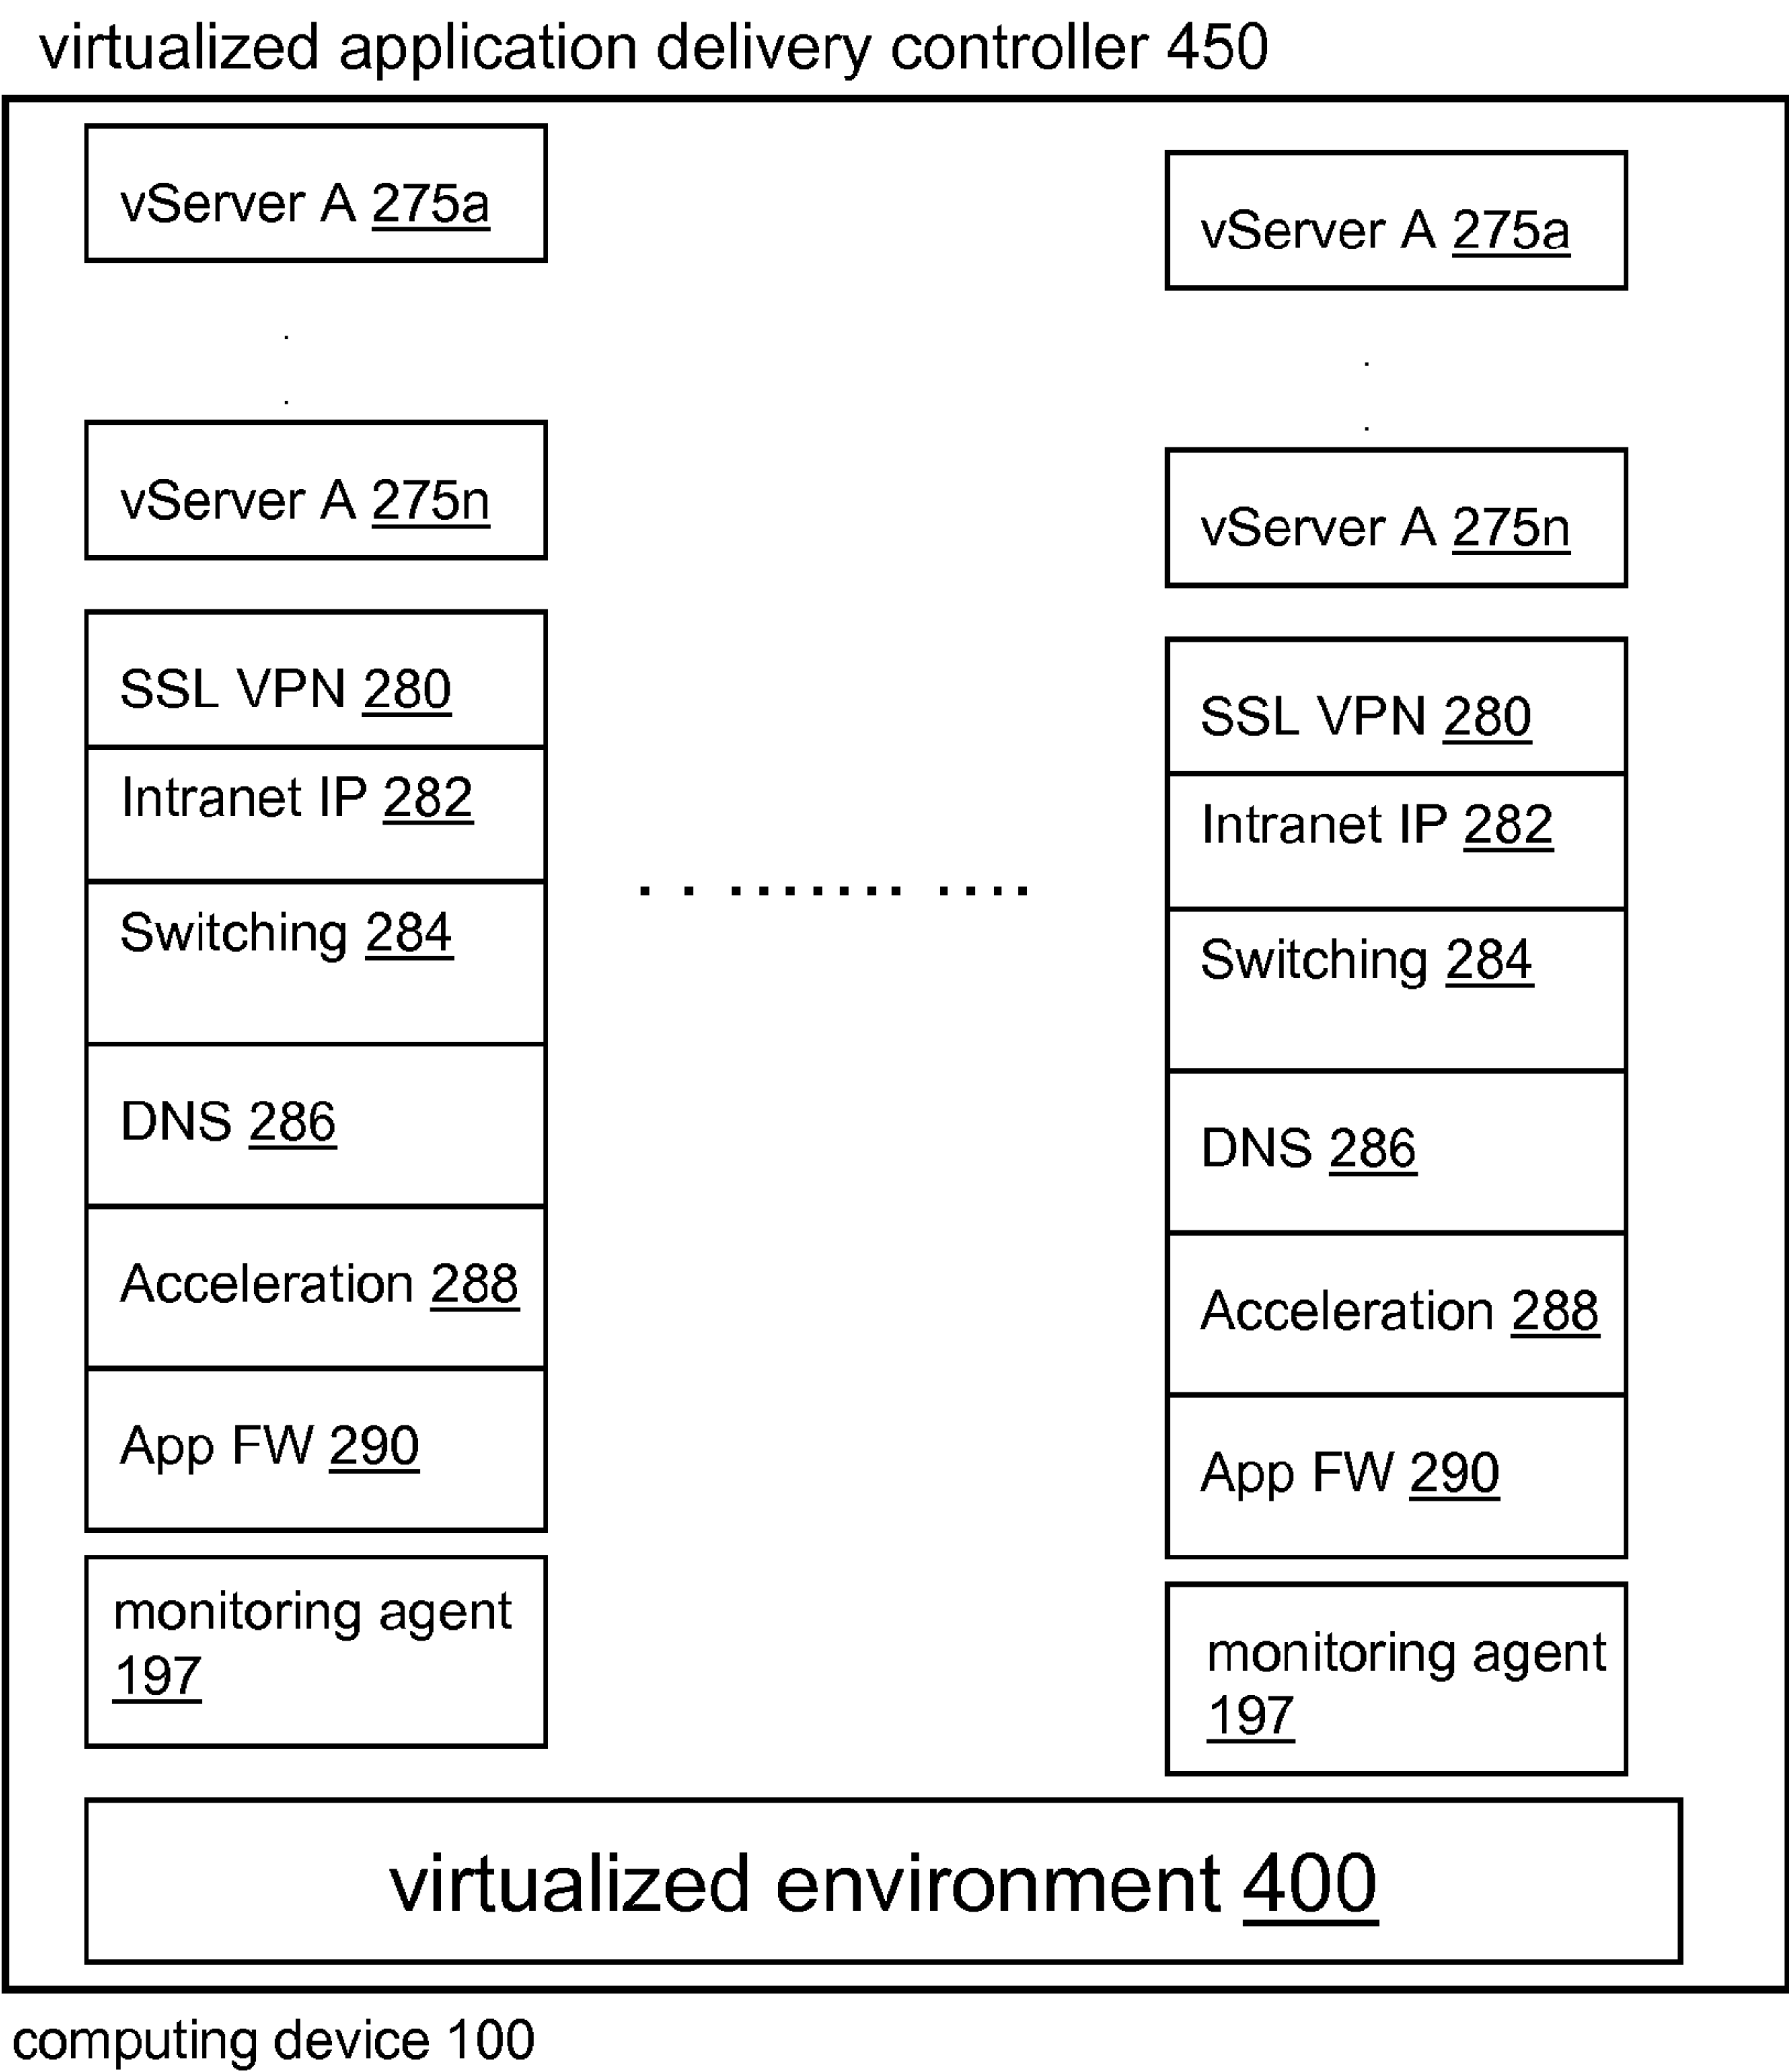 virtualized application delivery controller 450
vServer A 275a
vServer A 275n
SSL VPN 280
Intranet IP 282
Switching 284
DNS 286
Acceleration 288
App FW 290
monitoring agent
197
vServer A 275a
vServer A 275n
SSL VPN 280
Intranet IP 282
Switching 284
DNS 286
Acceleration 288
App FW 290
monitoring agent
197
virtualized environment 400
computing device 100